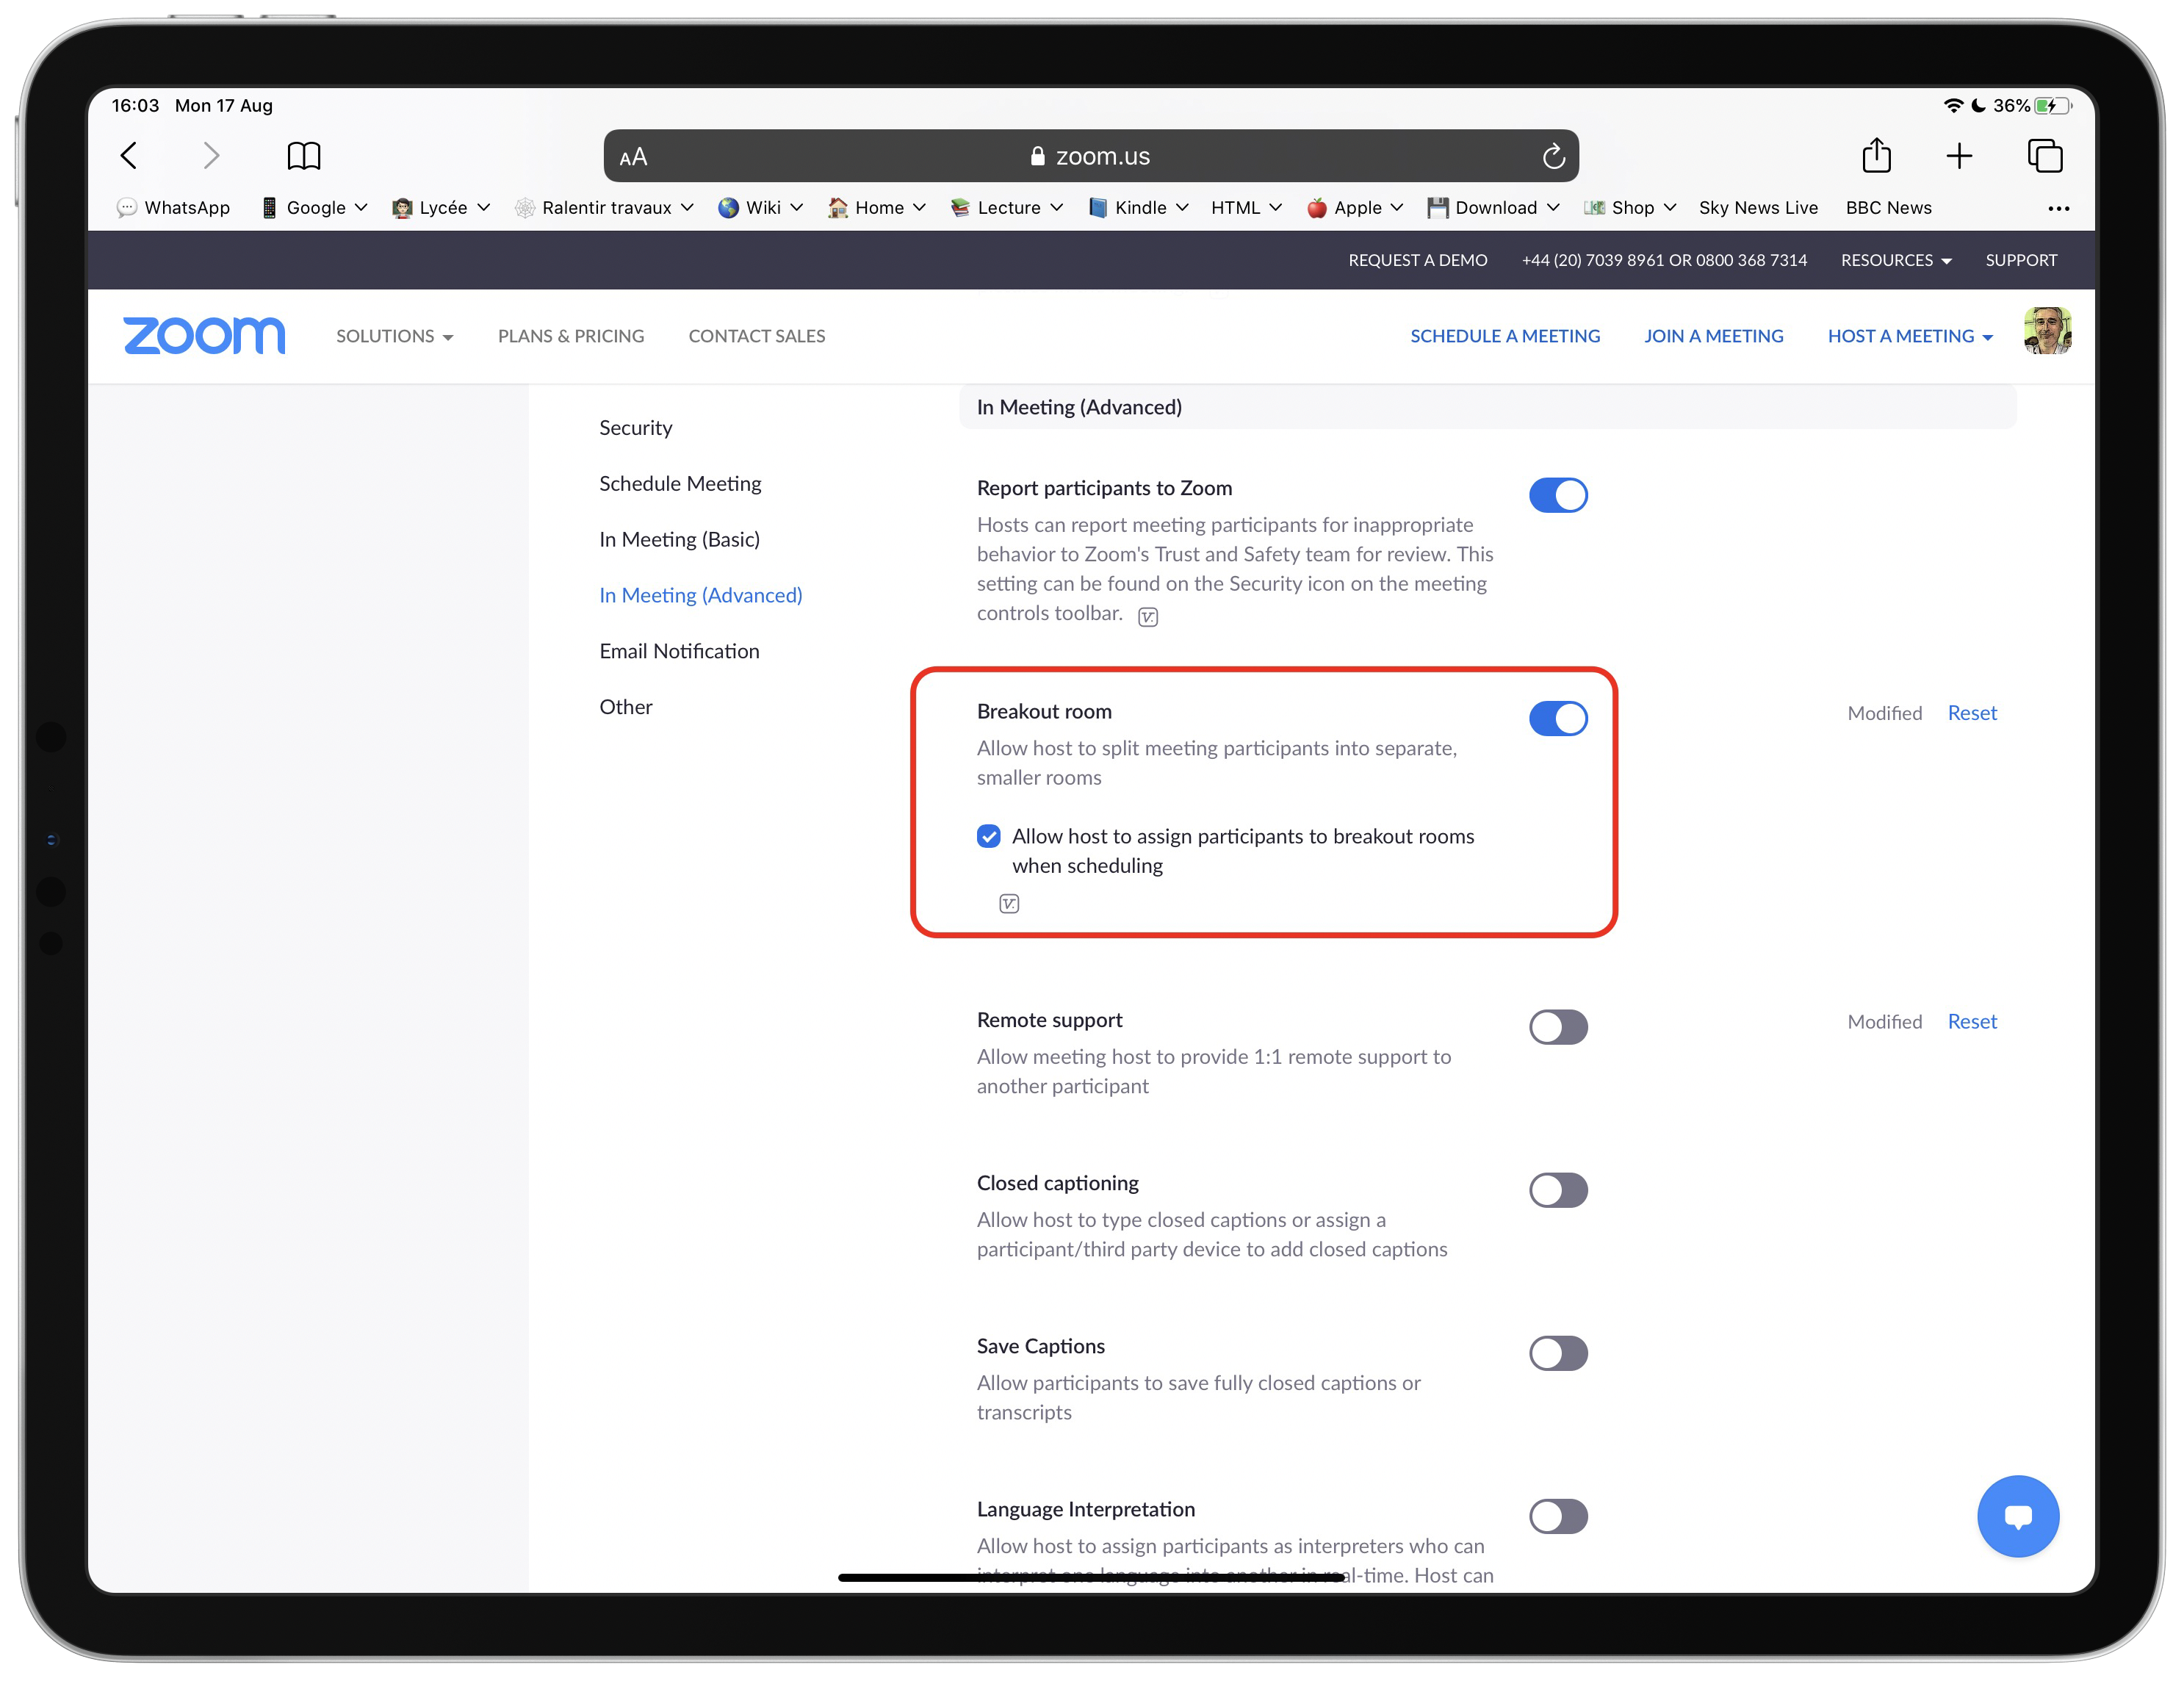 16:03 Mon 17 Aug
36%
AA zoom.us
WhatsApp Google Lycée Ralentir travaux Wiki Home Lecture Kindle HTML Apple Download Shop Sky News Live BBC News
REQUEST A DEMO +44 (20) 7039 8961 OR 0800 368 7314 RESOURCES SUPPORT
zoom SOLUTIONS PLANS & PRICING CONTACT SALES SCHEDULE A MEETING JOIN A MEETING HOST A MEETING
Security
Schedule Meeting
In Meeting (Basic)
In Meeting (Advanced)
Email Notification
Other
In Meeting (Advanced)
Report participants to Zoom
Hosts can report meeting participants for inappropriate
behavior to Zoom's Trust and Safety team for review. This
setting can be found on the Security icon on the meeting
controls toolbar.
Breakout room
Modified Reset
Allow host to split meeting participants into separate,
smaller rooms
Allow host to assign participants to breakout rooms
when scheduling
Remote support
Modified Reset
Allow meeting host to provide 1:1 remote support to
another participant
Closed captioning
Allow host to type closed captions or assign a
participant/third party device to add closed captions
Save Captions
Allow participants to save fully closed captions or
transcripts
Language Interpretation
Allow host to assign participants as interpreters who can
interpret one language into another in real-time. Host can